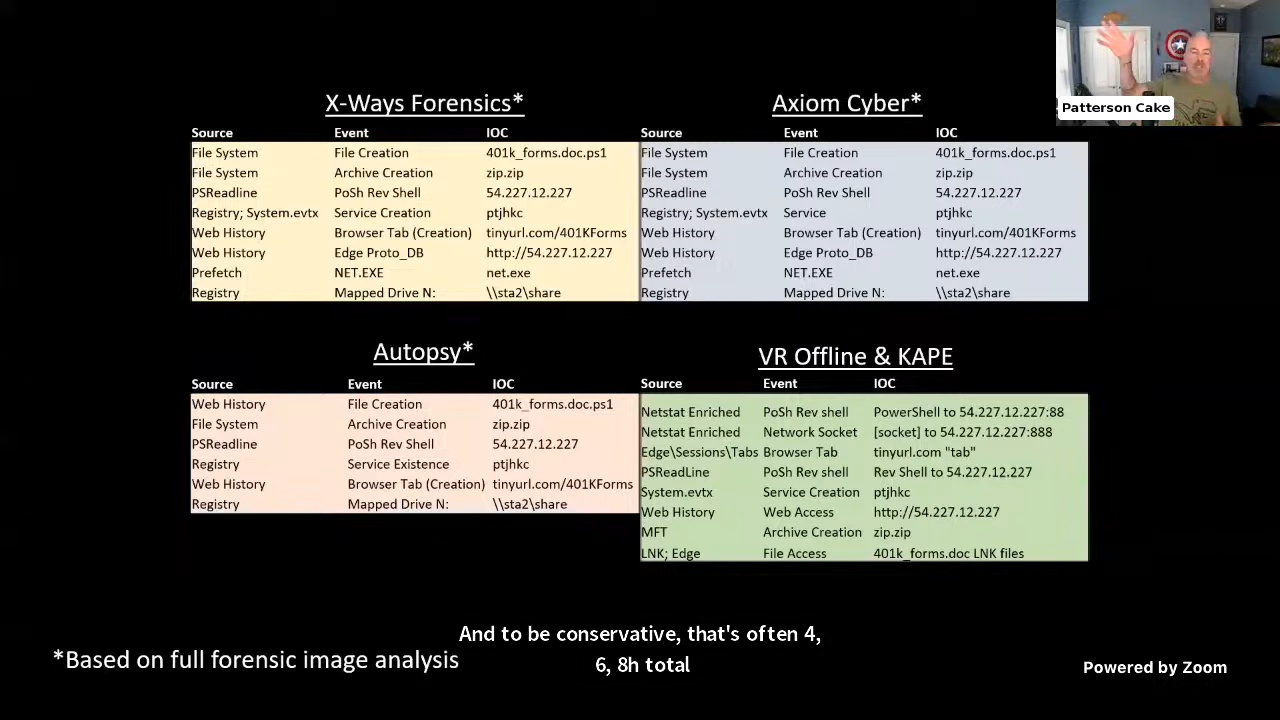 Patterson Cake
X-Ways Forensics*
Source Event IOC
File System File Creation 401k_forms.doc.ps1
File System Archive Creation zip.zip
PSReadline PoSh Rev Shell 54.227.12.227
Registry; System.evtx Service Creation ptjhkc
Web History Browser Tab (Creation) tinyurl.com/401KForms
Web History Edge Proto_DB http://54.227.12.227
Prefetch NET.EXE net.exe
Registry Mapped Drive N: \\sta2\share
Axiom Cyber*
Source Event IOC
File System File Creation 401k_forms.doc.ps1
File System Archive Creation zip.zip
PSReadline PoSh Rev Shell 54.227.12.227
Registry; System.evtx Service ptjhkc
Web History Browser Tab (Creation) tinyurl.com/401KForms
Web History Edge Proto_DB http://54.227.12.227
Prefetch NET.EXE net.exe
Registry Mapped Drive N: \\sta2\share
Autopsy*
Source Event IOC
Web History File Creation 401k_forms.doc.ps1
File System Archive Creation zip.zip
PSReadline PoSh Rev Shell 54.227.12.227
Registry Service Existence ptjhkc
Web History Browser Tab (Creation) tinyurl.com/401KForms
Registry Mapped Drive N: \\sta2\share
VR Offline & KAPE
Source Event IOC
Netstat Enriched PoSh Rev shell PowerShell to 54.227.12.227:88
Netstat Enriched Network Socket [socket] to 54.227.12.227:888
Edge\Sessions\Tabs Browser Tab tinyurl.com "tab"
PSReadLine PoSh Rev shell Rev Shell to 54.227.12.227
System.evtx Service Creation ptjhkc
Web History Web Access http://54.227.12.227
MFT Archive Creation zip.zip
LNK; Edge File Access 401k_forms.doc LNK files
And to be conservative, that's often 4,
6, 8h total
*Based on full forensic image analysis
Powered by Zoom